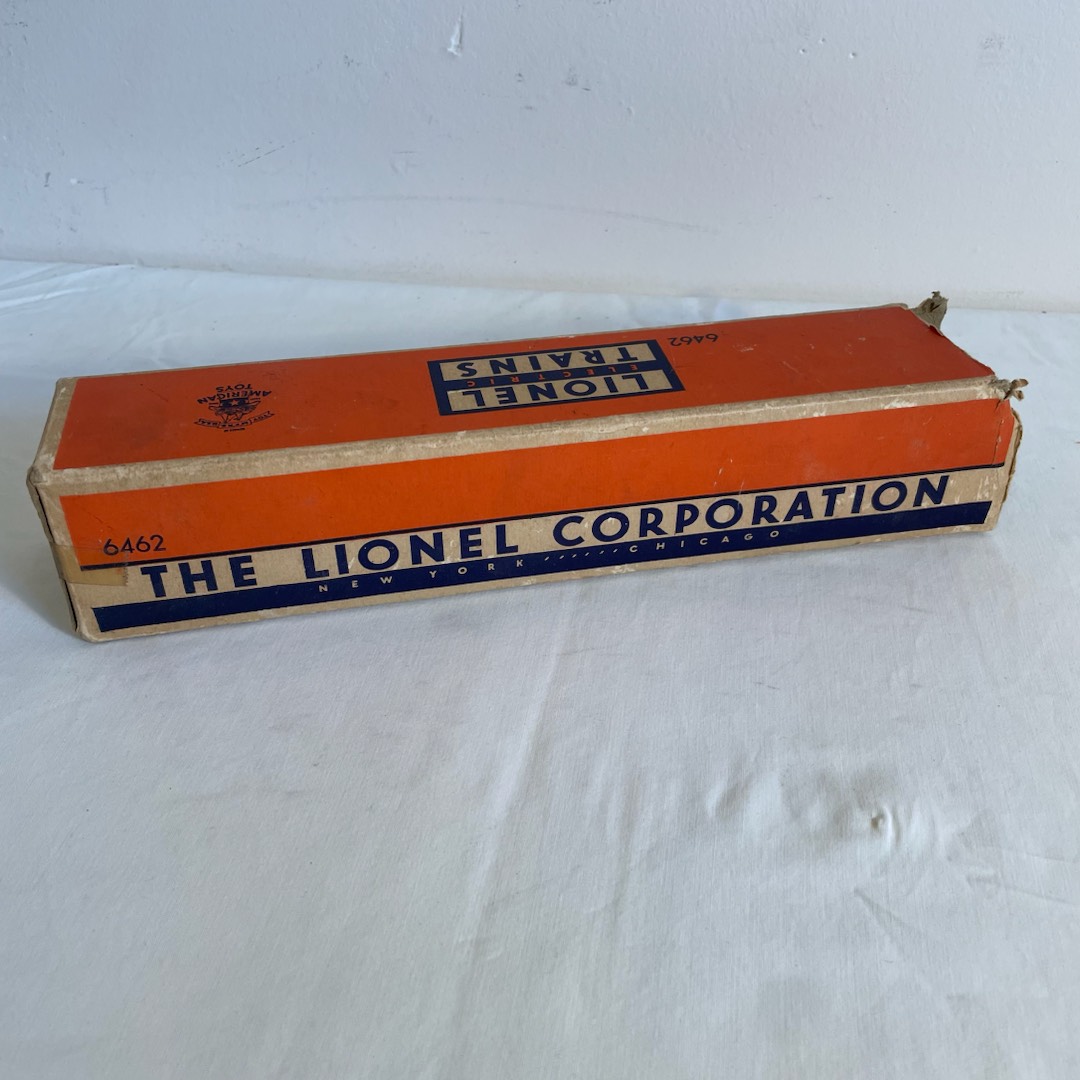 6462
LIONEL
ELECTRIC
TRAINS
AMERICAN
TOYS
6462
THE LIONEL CORPORATION
NEW YORK CHICAGO